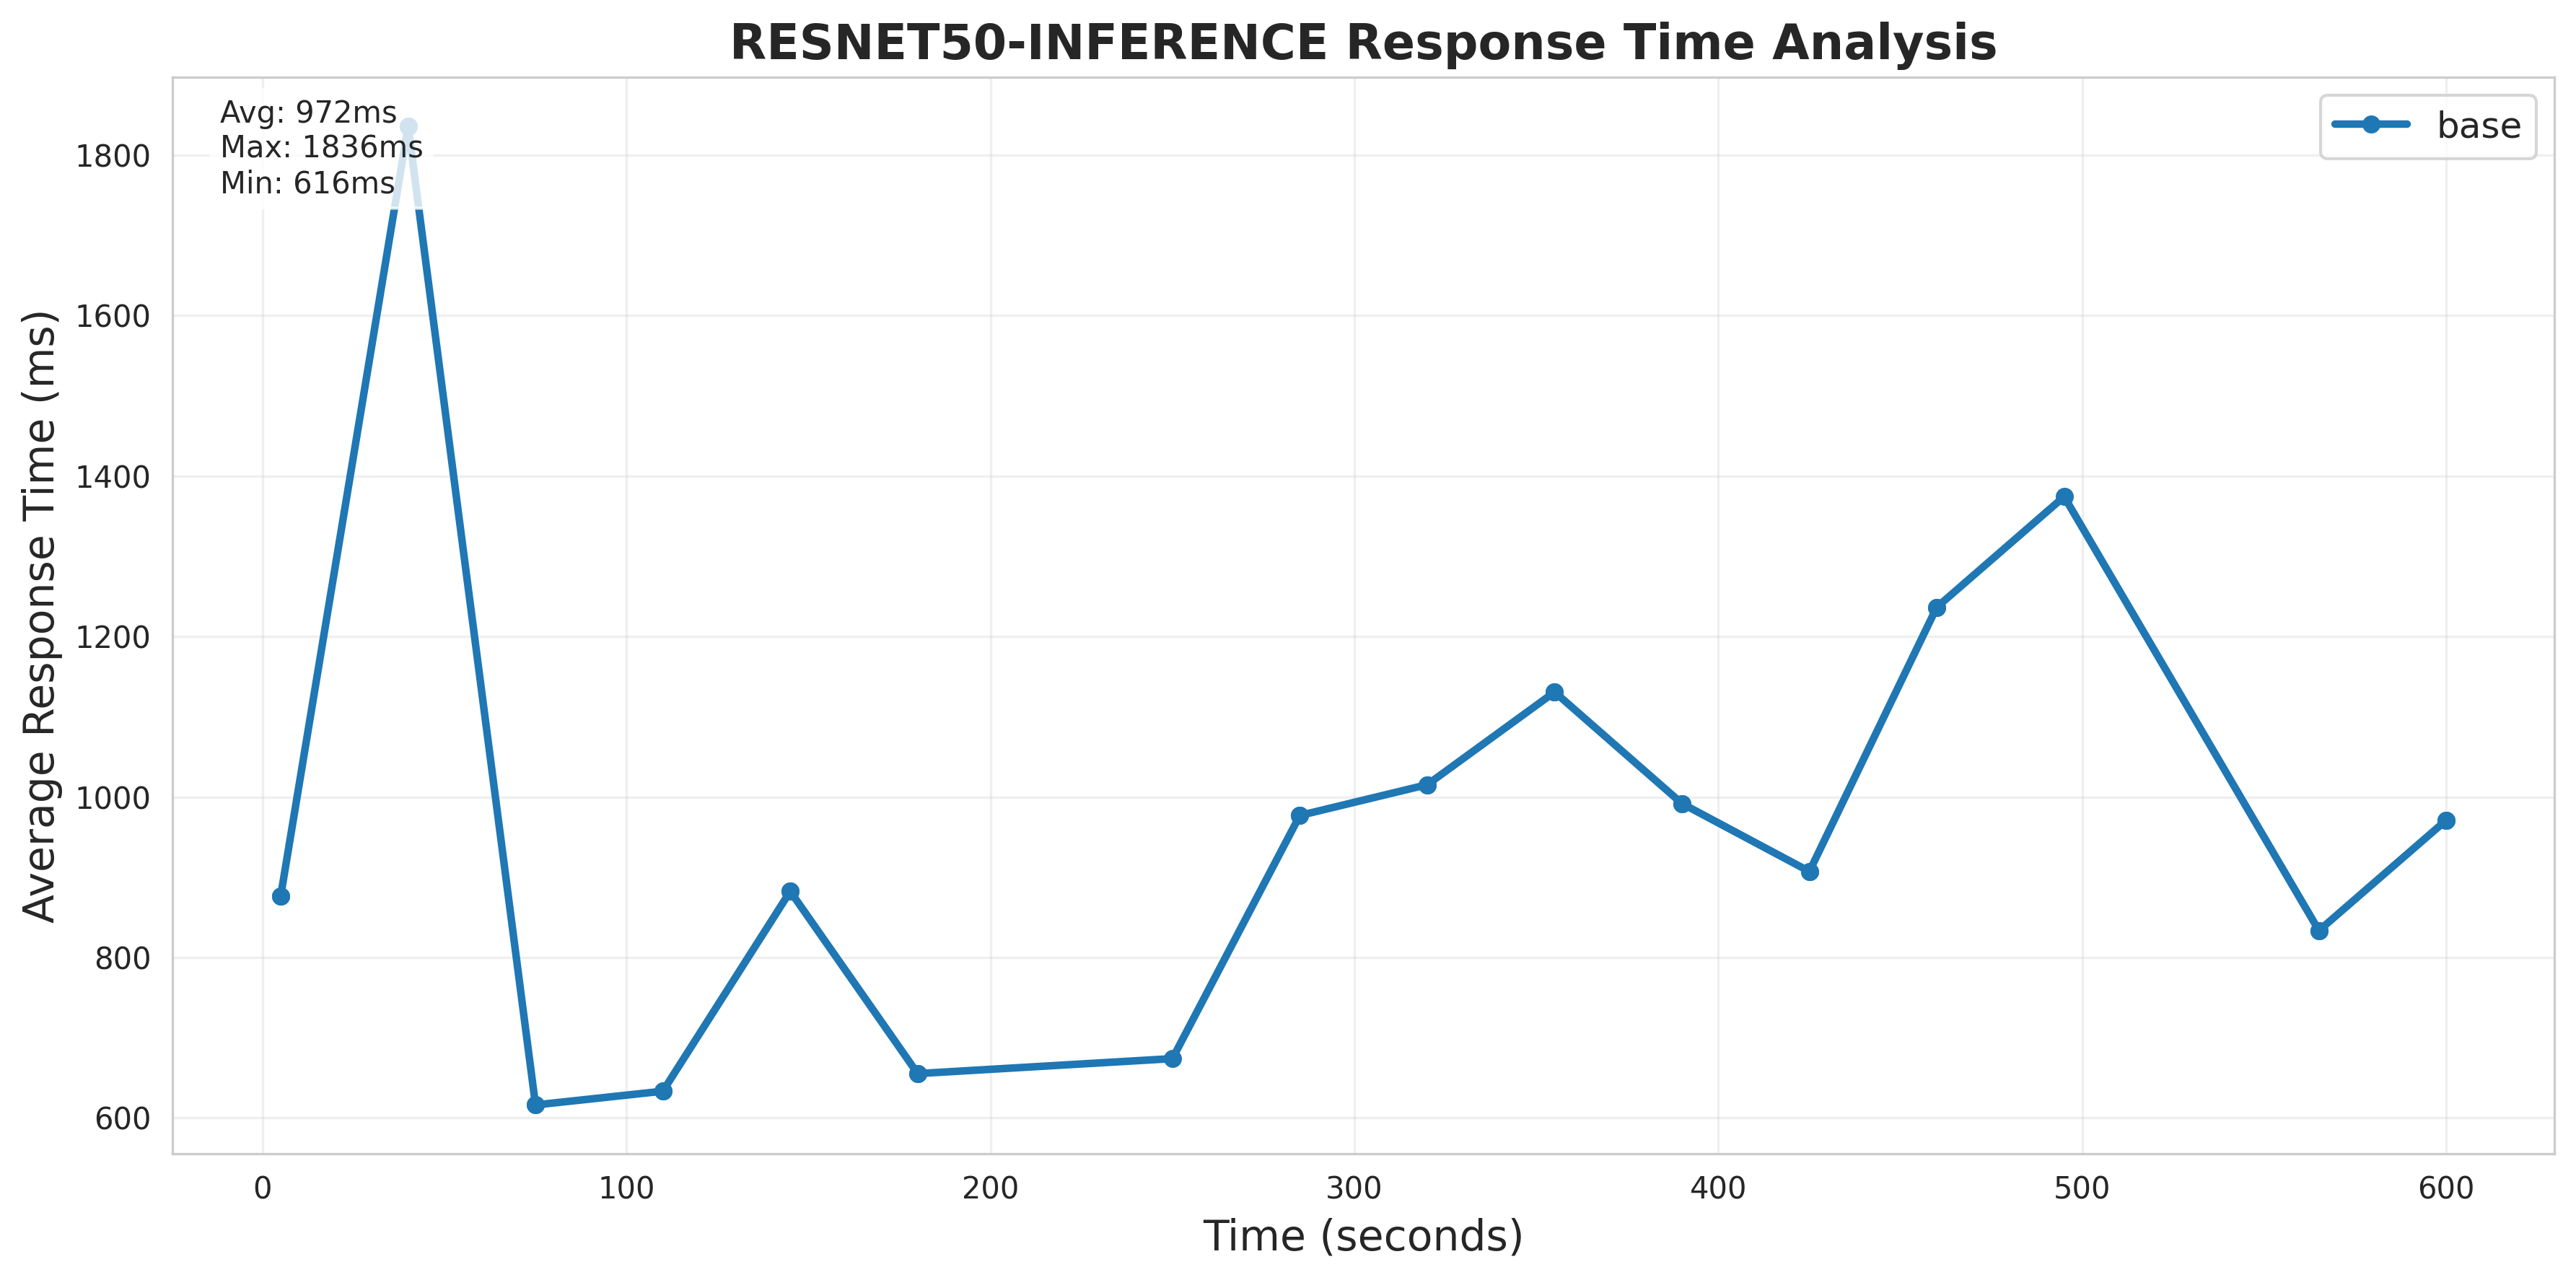 RESNET50-INFERENCE Response Time Analysis
Avg: 972ms
Max: 1836ms
Min: 616ms
base
Average Response Time (ms)
1800
1600
1400
1200
1000
800
600
0 100 200 300 400 500 600
Time (seconds)